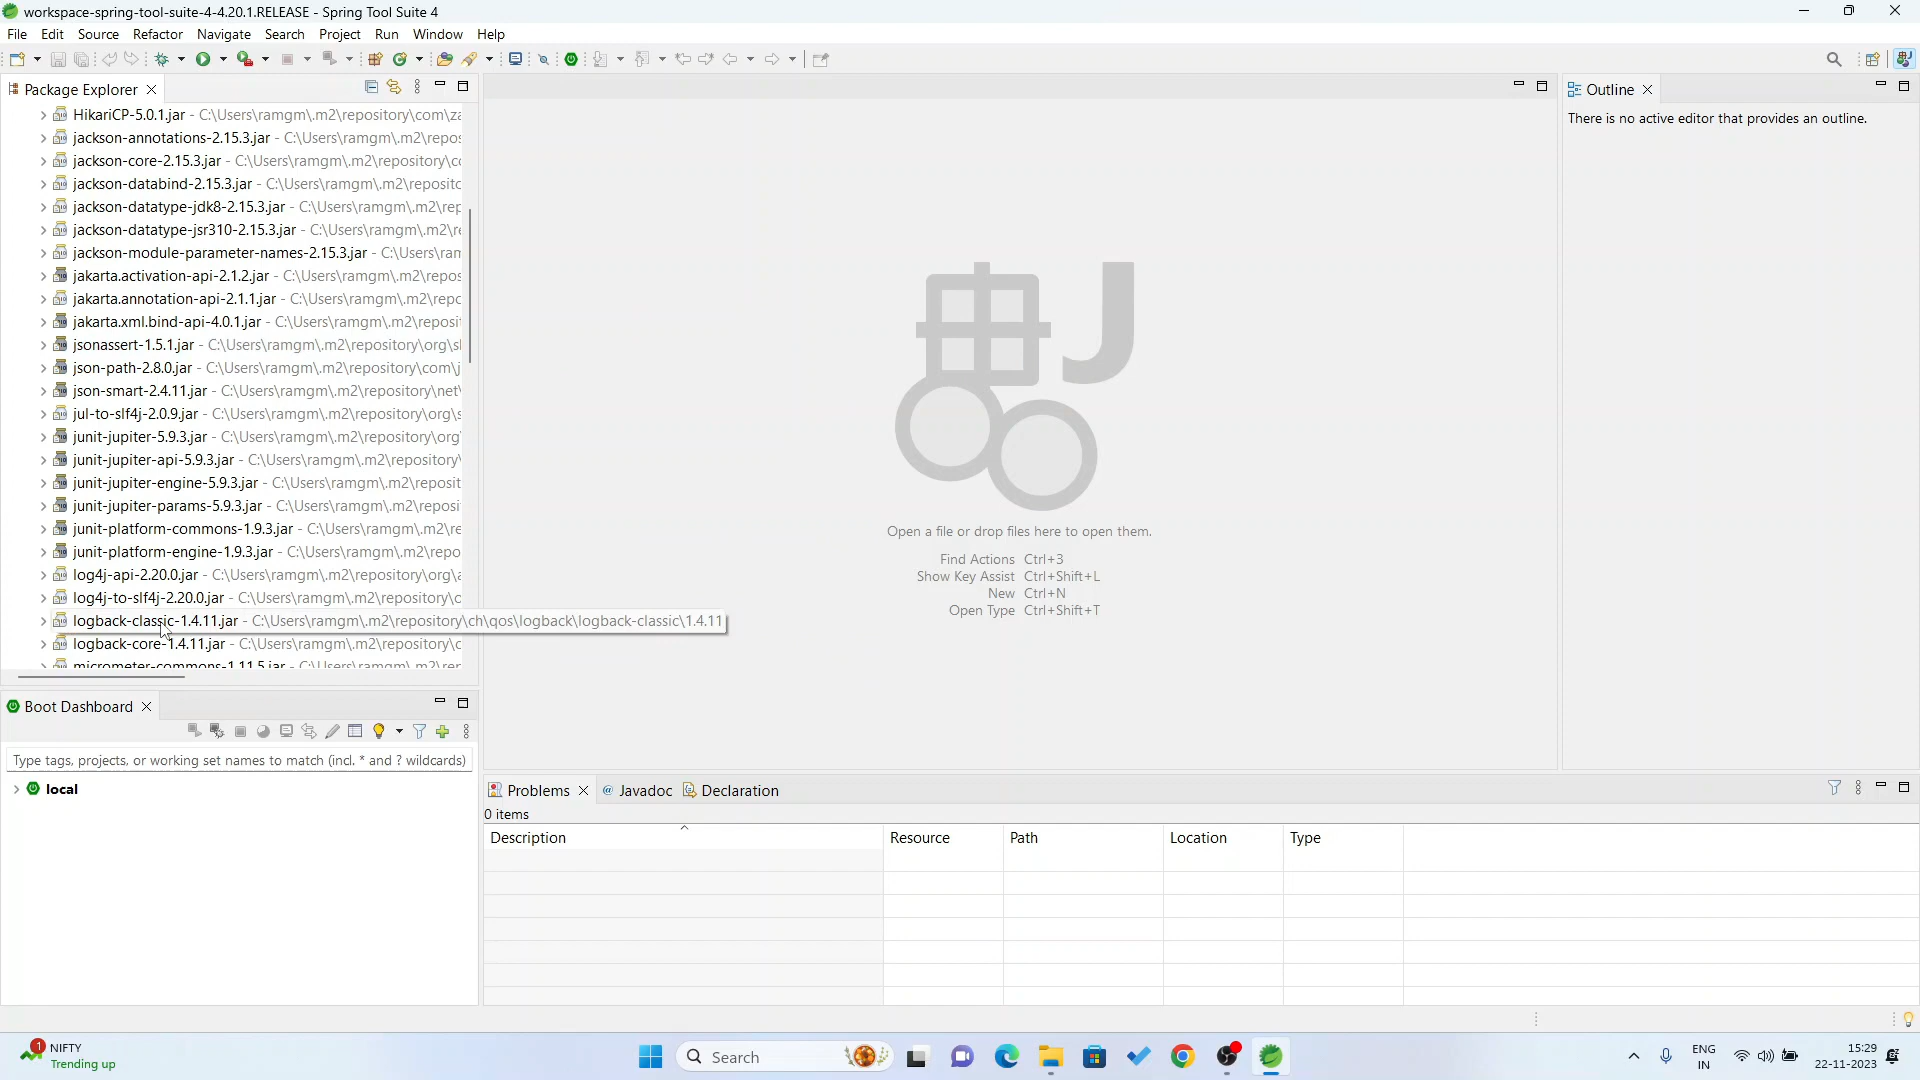 workspace-spring-tool-suite-4-4.20.1.RELEASE - Spring Tool Suite 4
File Edit Source Refactor Navigate Search Project Run Window Help
Package Explorer
HikariCP-5.0.1.jar - C:\Users\ramgm\.m2\repository\com\za
jackson-annotations-2.15.3.jar - C:\Users\ramgm\.m2\repos
jackson-core-2.15.3.jar - C:\Users\ramgm\.m2\repository\co
jackson-databind-2.15.3.jar - C:\Users\ramgm\.m2\reposito
jackson-datatype-jdk8-2.15.3.jar - C:\Users\ramgm\.m2\rep
jackson-datatype-jsr310-2.15.3.jar - C:\Users\ramgm\.m2\re
jackson-module-parameter-names-2.15.3.jar - C:\Users\ram
jakarta.activation-api-2.1.2.jar - C:\Users\ramgm\.m2\repos
jakarta.annotation-api-2.1.1.jar - C:\Users\ramgm\.m2\repo
jakarta.xml.bind-api-4.0.1.jar - C:\Users\ramgm\.m2\reposi
jsonassert-1.5.1.jar - C:\Users\ramgm\.m2\repository\org\s
json-path-2.8.0.jar - C:\Users\ramgm\.m2\repository\com\j
json-smart-2.4.11.jar - C:\Users\ramgm\.m2\repository\net\
jul-to-slf4j-2.0.9.jar - C:\Users\ramgm\.m2\repository\org\s
junit-jupiter-5.9.3.jar - C:\Users\ramgm\.m2\repository\org\
junit-jupiter-api-5.9.3.jar - C:\Users\ramgm\.m2\repository\
junit-jupiter-engine-5.9.3.jar - C:\Users\ramgm\.m2\reposit
junit-jupiter-params-5.9.3.jar - C:\Users\ramgm\.m2\reposi
junit-platform-commons-1.9.3.jar - C:\Users\ramgm\.m2\re
junit-platform-engine-1.9.3.jar - C:\Users\ramgm\.m2\repo
log4j-api-2.20.0.jar - C:\Users\ramgm\.m2\repository\org\a
log4j-to-slf4j-2.20.0.jar - C:\Users\ramgm\.m2\repository\o
logback-classic-1.4.11.jar - C:\Users\ramgm\.m2\repository\ch\qos\logback\logback-classic\1.4.11
logback-core-1.4.11.jar - C:\Users\ramgm\.m2\repository\c
micrometer-commons-1.11.5.jar - C:\Users\ramgm\.m2\rep
Open a file or drop files here to open them.
Find Actions Ctrl+3
Show Key Assist Ctrl+Shift+L
New Ctrl+N
Open Type Ctrl+Shift+T
Outline
There is no active editor that provides an outline.
Boot Dashboard
Type tags, projects, or working set names to match (incl. * and ? wildcards)
local
Problems Javadoc Declaration
0 items
Description Resource Path Location Type
1 NIFTY
Trending up
Search
ENG
IN
15:29
22-11-2023